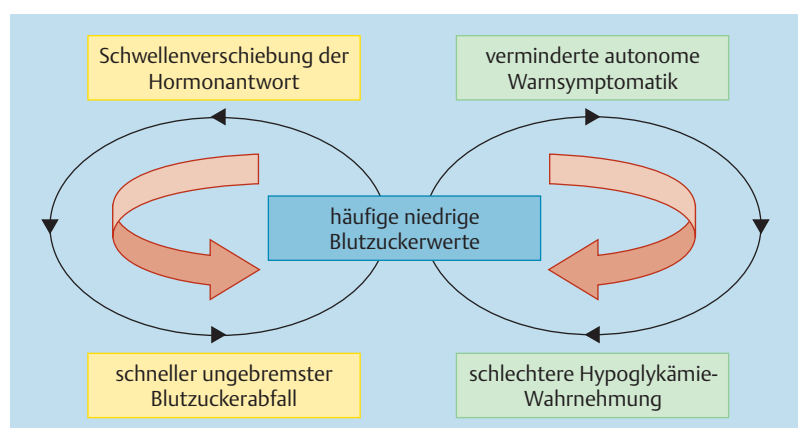 Schwellenverschiebung der
Hormonantwort
verminderte autonome
Warnsymptomatik
häufige niedrige
Blutzuckerwerte
schneller ungebremster
Blutzuckerabfall
schlechtere Hypoglykämie-
Wahrnehmung